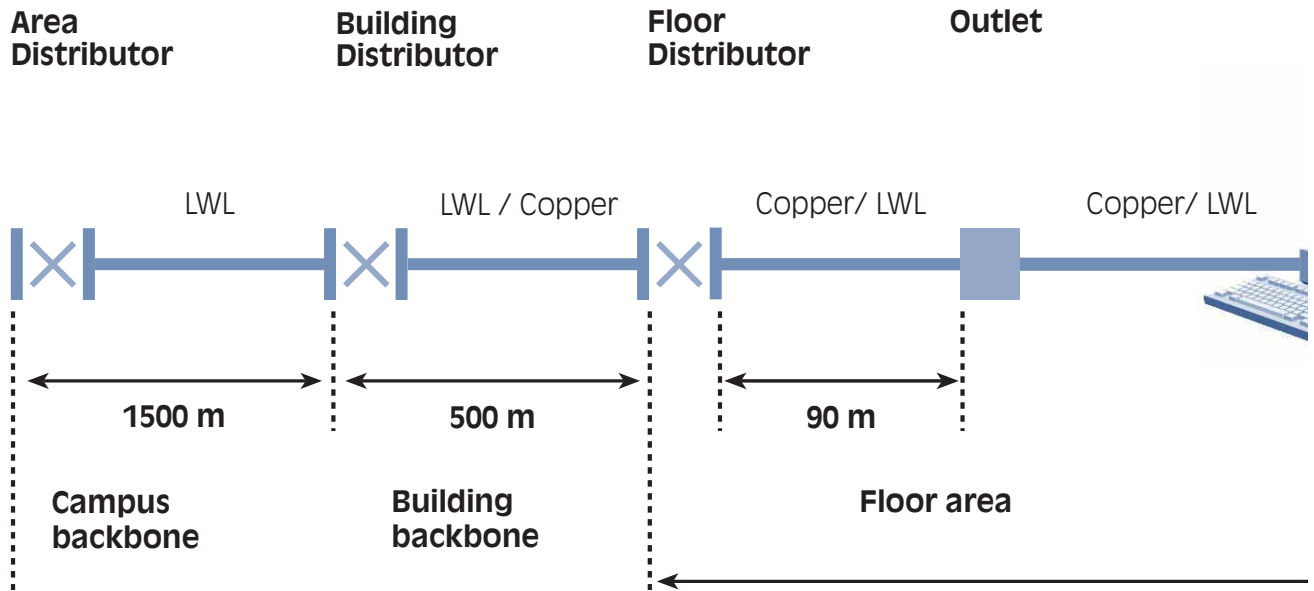 Area
Distributor
Building
Distributor
Floor
Distributor
Outlet
LWL
LWL / Copper
Copper/ LWL
Copper/ LWL
1500 m
500 m
90 m
Campus
backbone
Building
backbone
Floor area